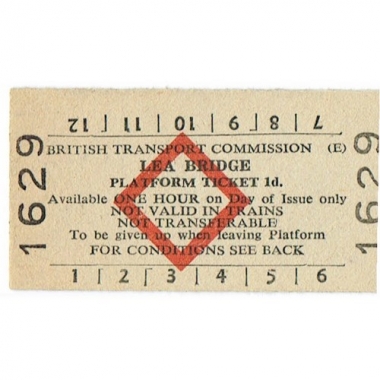 12 | 11 | 10 | 9 | 8 | 7
BRITISH TRANSPORT COMMISSION (E)
LEA BRIDGE
PLATFORM TICKET 1d.
Available ONE HOUR on Day of Issue only
NOT VALID IN TRAINS
NOT TRANSFERABLE
To be given up when leaving Platform
FOR CONDITIONS SEE BACK
1 | 2 | 3 | 4 | 5 | 6
1629
1629